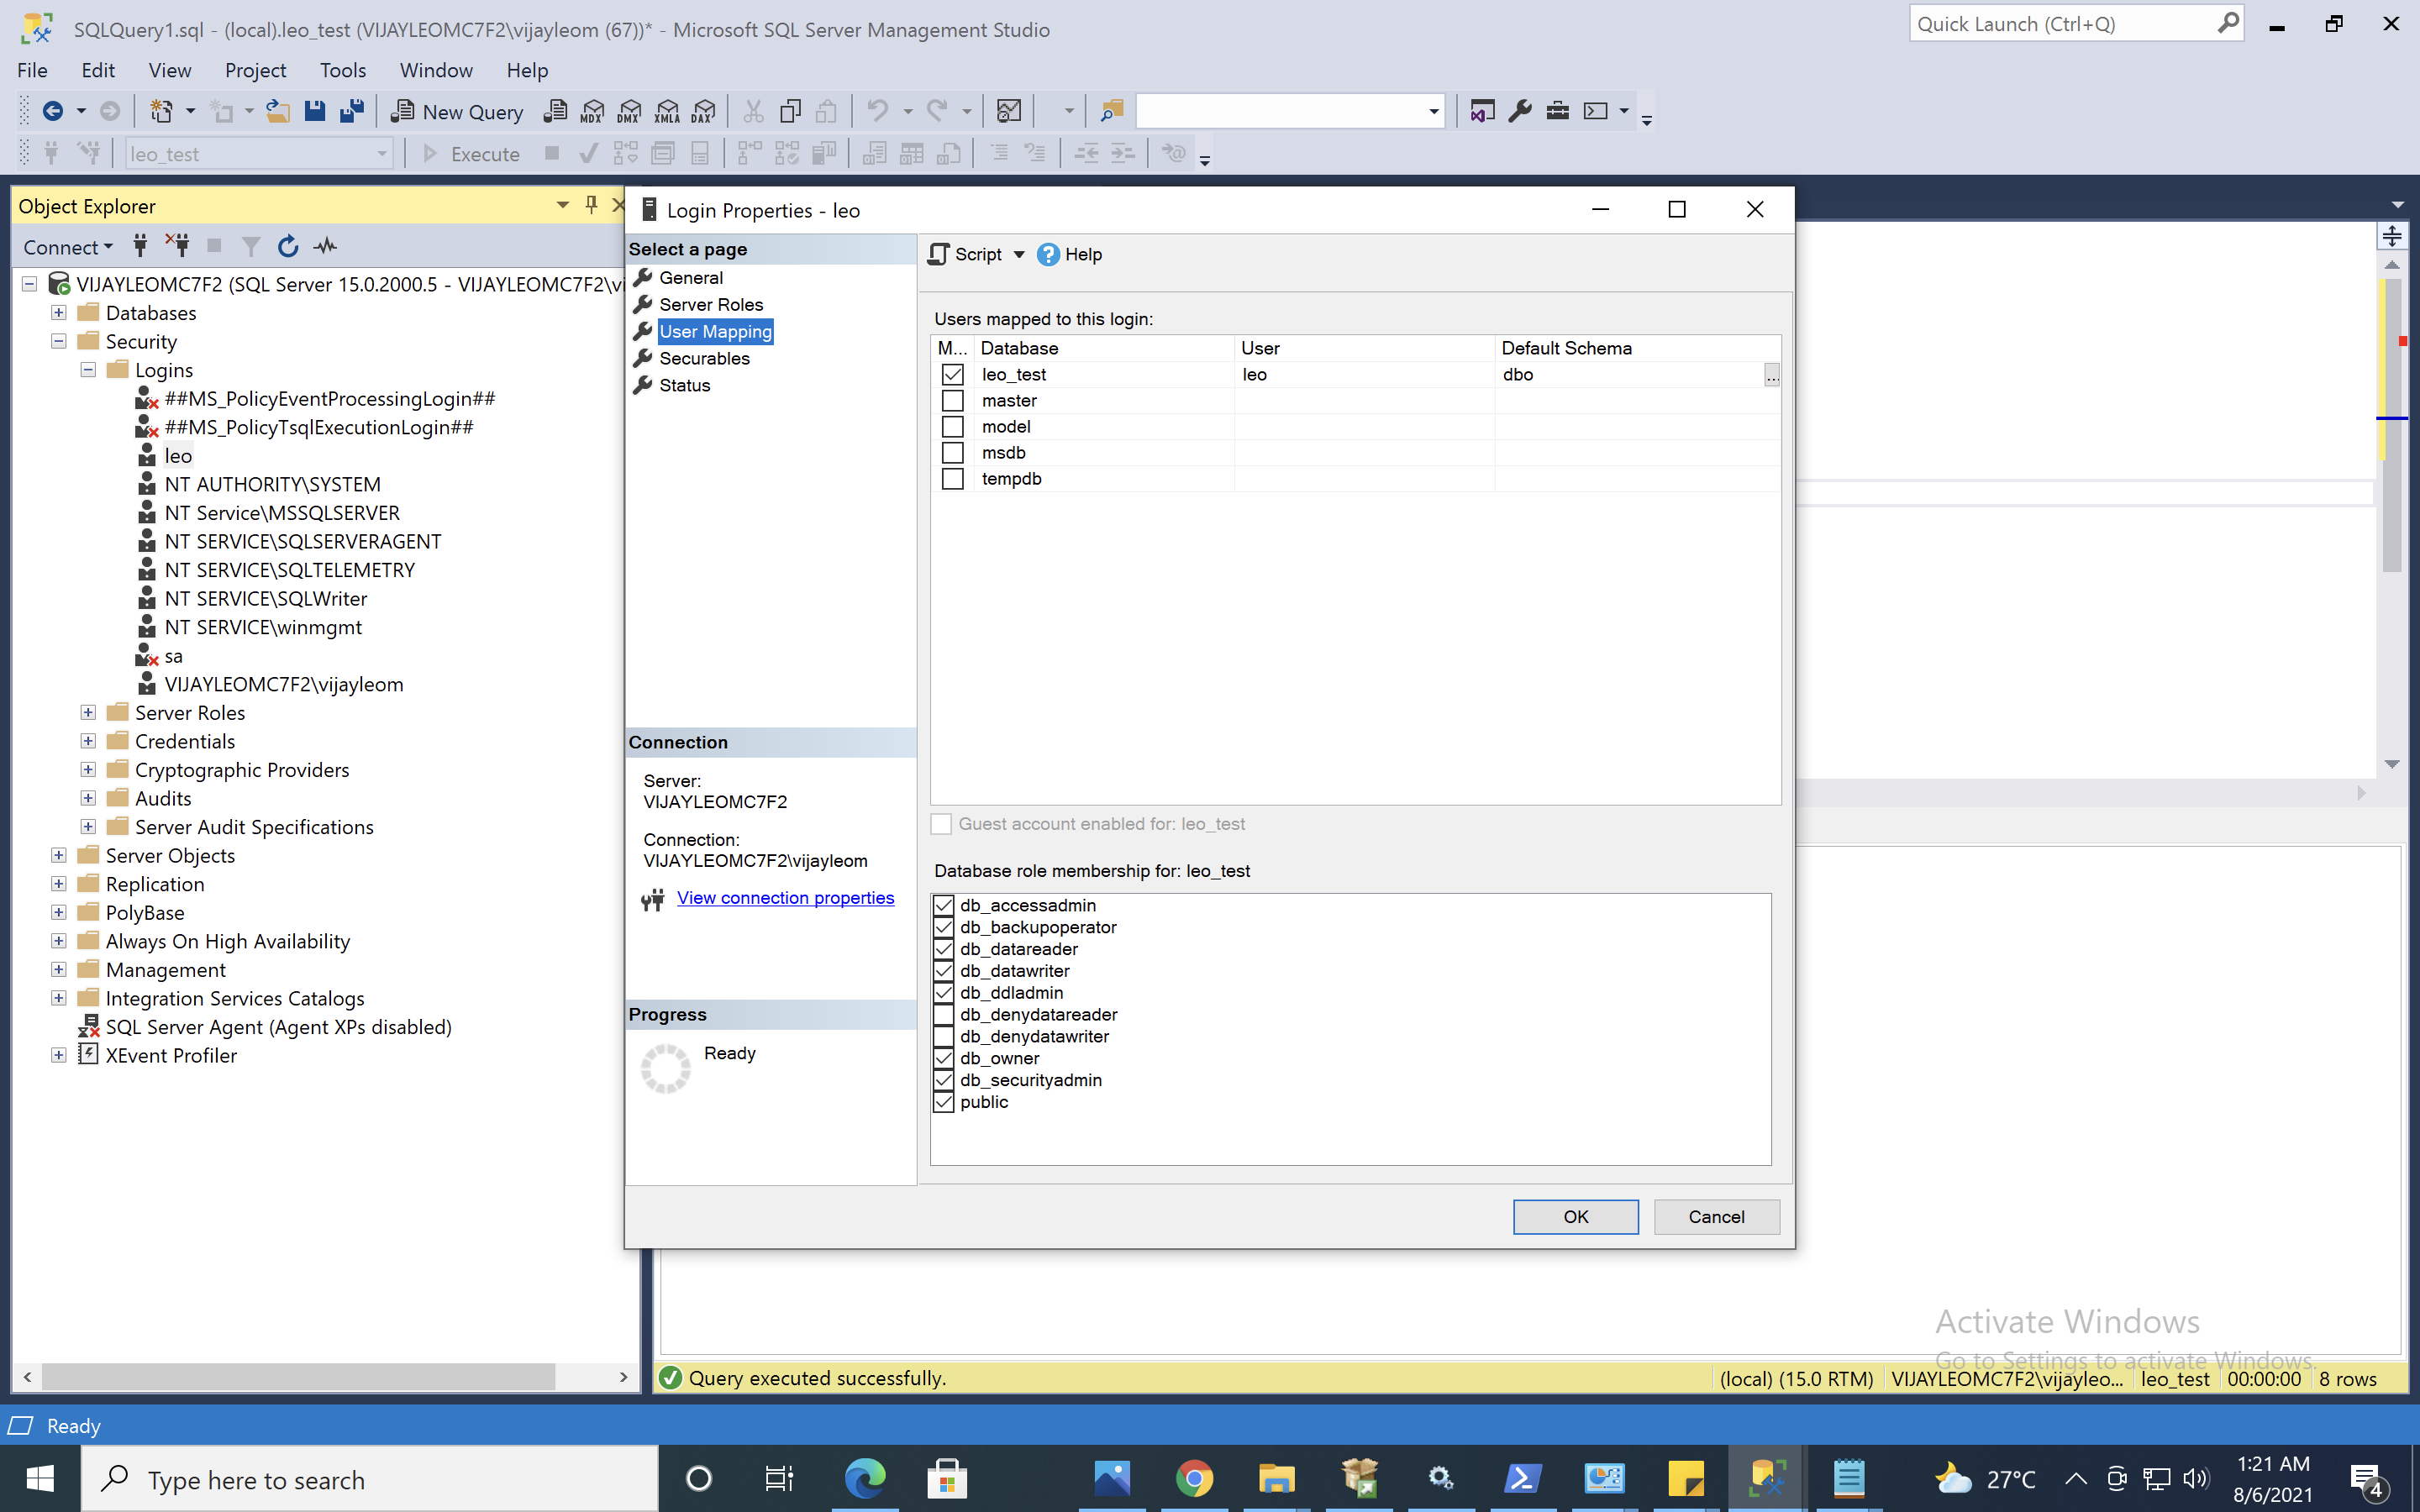 SQLQuery1.sql - (local).leo_test (VIJAYLEOMC7F2\vijayleom (67))* - Microsoft SQL Server Management Studio
Quick Launch (Ctrl+Q)
File Edit View Project Tools Window Help
New Query MDX DMX XMLA DAX
leo_test Execute
Object Explorer
Connect
VIJAYLEOMC7F2 (SQL Server 15.0.2000.5 - VIJAYLEOMC7F2\vi
Databases
Security
Logins
##MS_PolicyEventProcessingLogin##
##MS_PolicyTsqlExecutionLogin##
leo
NT AUTHORITY\SYSTEM
NT Service\MSSQLSERVER
NT SERVICE\SQLSERVERAGENT
NT SERVICE\SQLTELEMETRY
NT SERVICE\SQLWriter
NT SERVICE\winmgmt
sa
VIJAYLEOMC7F2\vijayleom
Server Roles
Credentials
Cryptographic Providers
Audits
Server Audit Specifications
Server Objects
Replication
PolyBase
Always On High Availability
Management
Integration Services Catalogs
SQL Server Agent (Agent XPs disabled)
XEvent Profiler
Login Properties - leo
Select a page
General
Server Roles
User Mapping
Securables
Status
Connection
Server:
VIJAYLEOMC7F2
Connection:
VIJAYLEOMC7F2\vijayleom
View connection properties
Progress
Ready
Script Help
Users mapped to this login:
M... Database User Default Schema
leo_test leo dbo ...
master
model
msdb
tempdb
Guest account enabled for: leo_test
Database role membership for: leo_test
db_accessadmin
db_backupoperator
db_datareader
db_datawriter
db_ddladmin
db_denydatareader
db_denydatawriter
db_owner
db_securityadmin
public
OK Cancel
Activate Windows
Go to Settings to activate Windows.
Query executed successfully. (local) (15.0 RTM) VIJAYLEOMC7F2\vijayleo... leo_test 00:00:00 8 rows
Ready
Type here to search
27°C
1:21 AM
8/6/2021
4